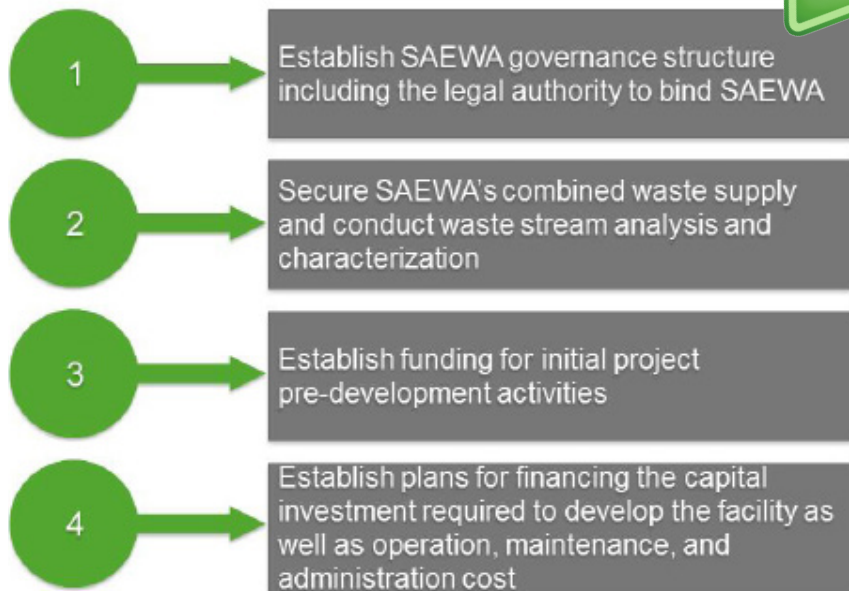 1
Establish SAEWA governance structure
including the legal authority to bind SAEWA
2
Secure SAEWA's combined waste supply
and conduct waste stream analysis and
characterization
3
Establish funding for initial project
pre-development activities
4
Establish plans for financing the capital
investment required to develop the facility as
well as operation, maintenance, and
administration cost